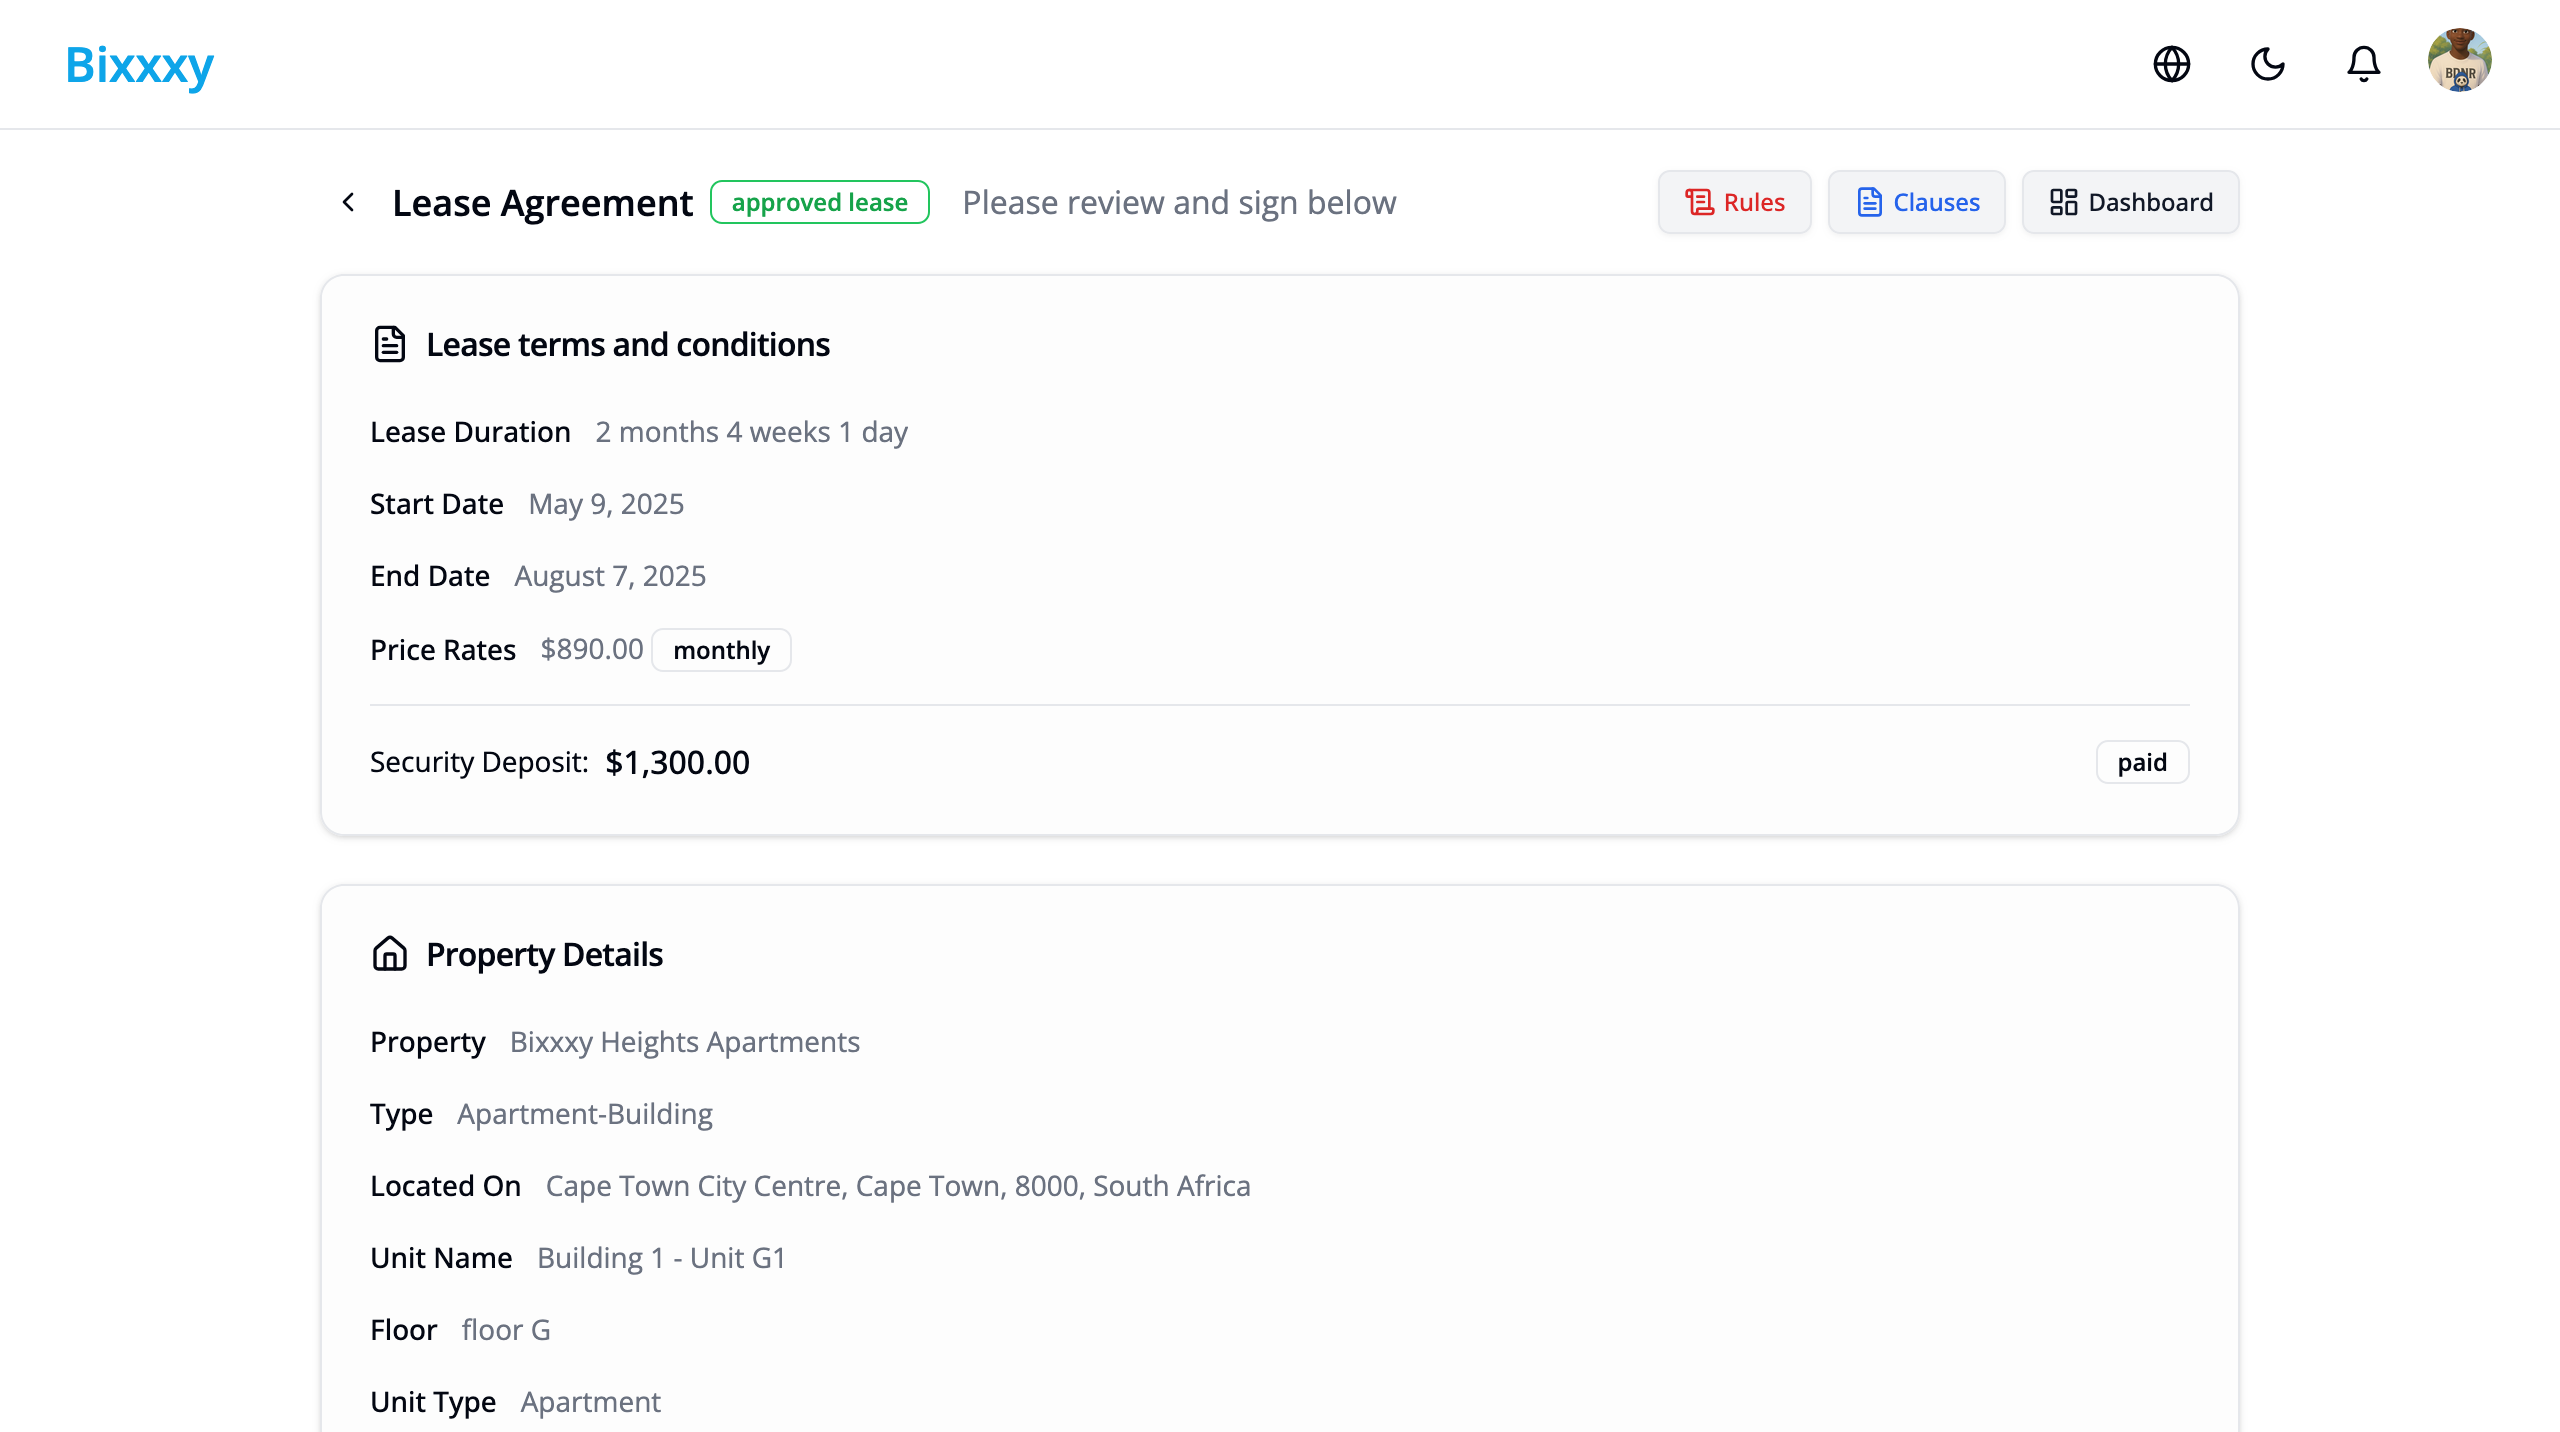 Bixxxy
Lease Agreement approved lease Please review and sign below Rules Clauses Dashboard
Lease terms and conditions
Lease Duration 2 months 4 weeks 1 day
Start Date May 9, 2025
End Date August 7, 2025
Price Rates $890.00 monthly
Security Deposit: $1,300.00 paid
Property Details
Property Bixxxy Heights Apartments
Type Apartment-Building
Located On Cape Town City Centre, Cape Town, 8000, South Africa
Unit Name Building 1 - Unit G1
Floor floor G
Unit Type Apartment